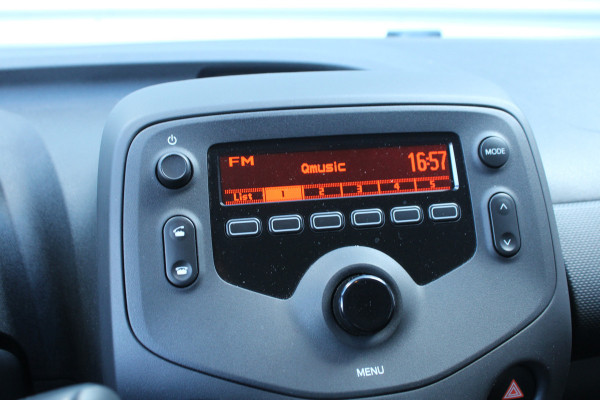 FM Qmusic 16:57
MODE
List 1 2 3 4 5
MENU